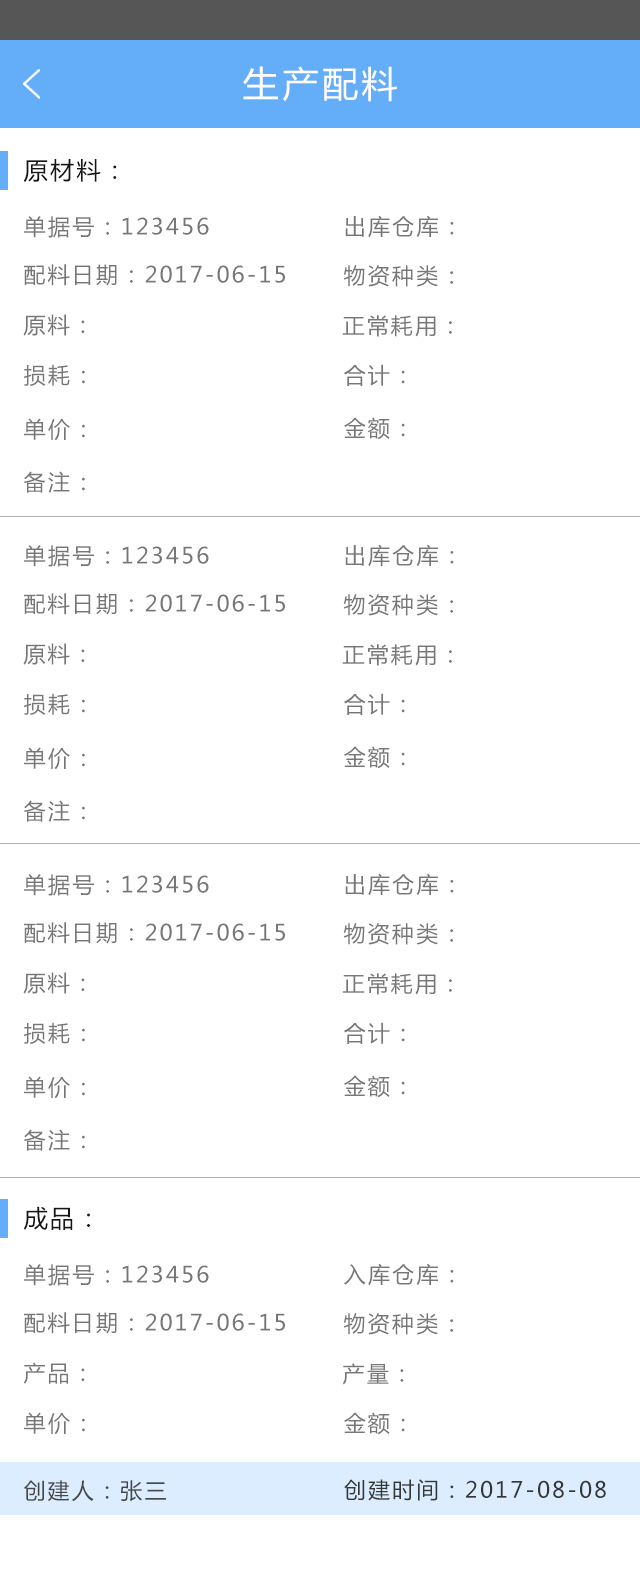 生产配料
原材料：
单据号：123456 出库仓库：
配料日期：2017-06-15 物资种类：
原料： 正常耗用：
损耗： 合计：
单价： 金额：
备注：
单据号：123456 出库仓库：
配料日期：2017-06-15 物资种类：
原料： 正常耗用：
损耗： 合计：
单价： 金额：
备注：
单据号：123456 出库仓库：
配料日期：2017-06-15 物资种类：
原料： 正常耗用：
损耗： 合计：
单价： 金额：
备注：
成品：
单据号：123456 入库仓库：
配料日期：2017-06-15 物资种类：
产品： 产量：
单价： 金额：
创建人：张三 创建时间：2017-08-08